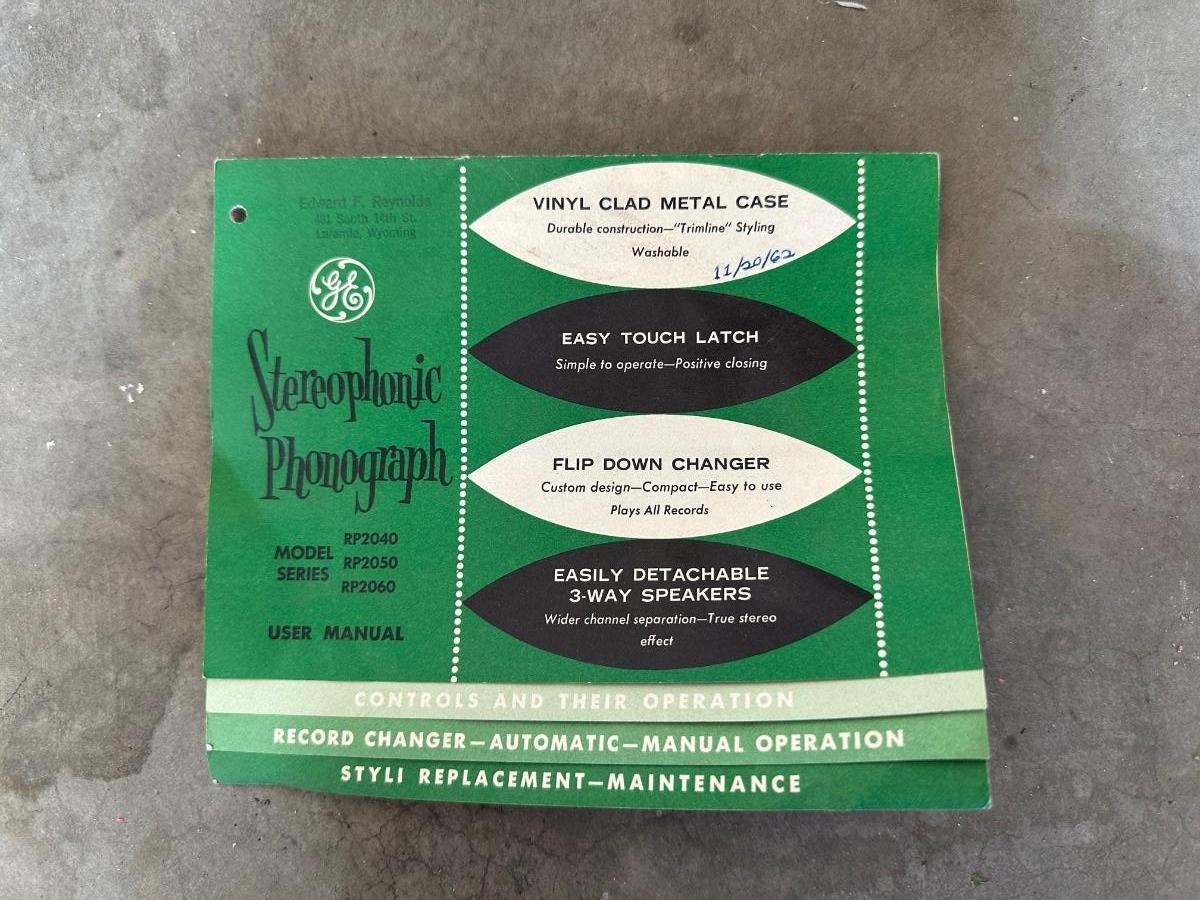 Edward F. Reynolds
South 14th St.
Laramie, Wyoming
GE
Stereophonic
Phonograph
MODEL SERIES
RP2040
RP2050
RP2060
USER MANUAL
VINYL CLAD METAL CASE
Durable construction—"Trimline" Styling
Washable
11/20/62
EASY TOUCH LATCH
Simple to operate—Positive closing
FLIP DOWN CHANGER
Custom design—Compact—Easy to use
Plays All Records
EASILY DETACHABLE
3-WAY SPEAKERS
Wider channel separation—True stereo
effect
CONTROLS AND THEIR OPERATION
RECORD CHANGER—AUTOMATIC—MANUAL OPERATION
STYLI REPLACEMENT—MAINTENANCE